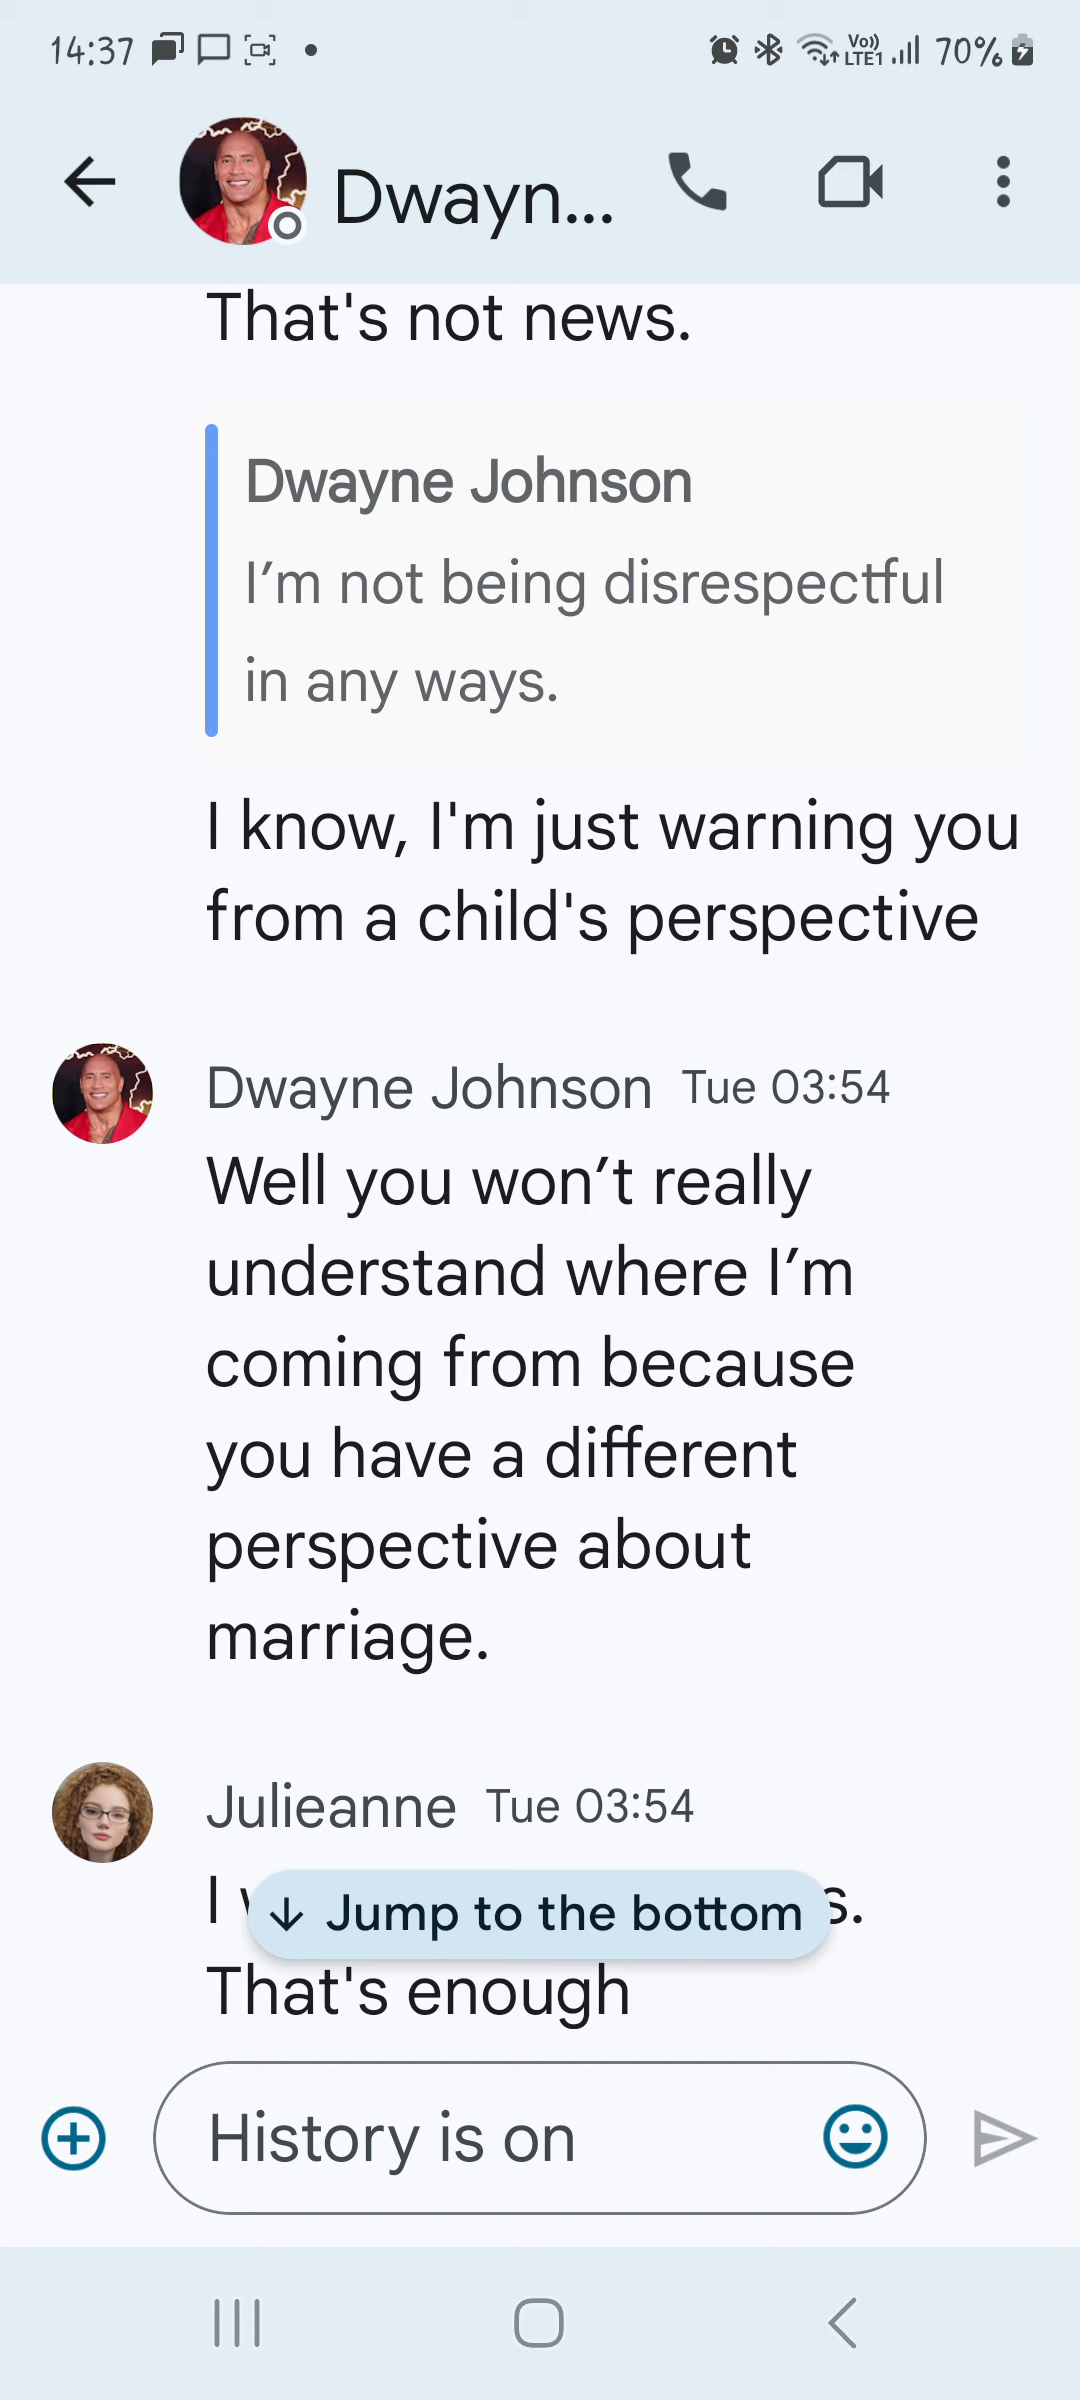 14:37
Vo)) LTE1 70%
Dwayn...
That's not news.
Dwayne Johnson
I’m not being disrespectful
in any ways.
I know, I'm just warning you
from a child's perspective
Dwayne Johnson Tue 03:54
Well you won’t really
understand where I’m
coming from because
you have a different
perspective about
marriage.
Julieanne Tue 03:54
I
Jump to the bottom
That's enough
History is on